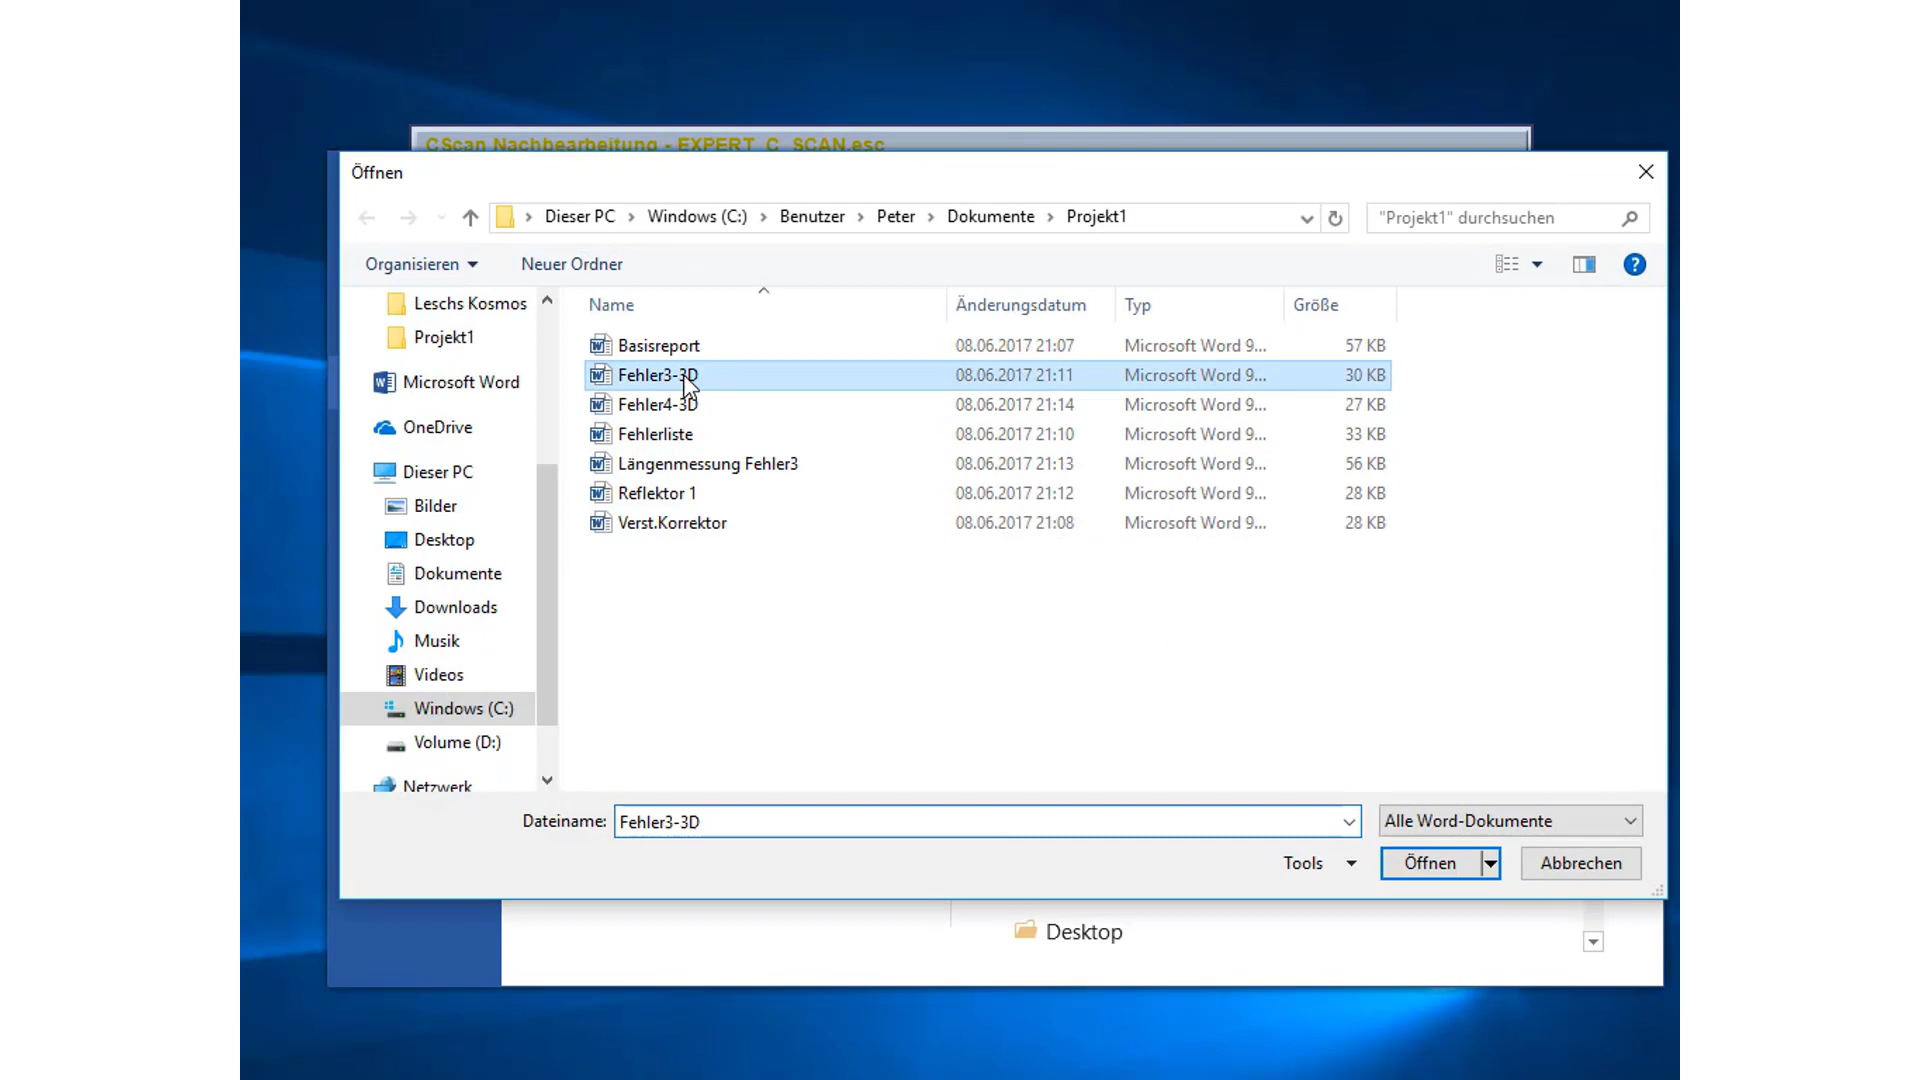 CScan Nachbearbeitung - EXPERT_C_SCAN.esc
Öffnen
Dieser PC > Windows (C:) > Benutzer > Peter > Dokumente > Projekt1
"Projekt1" durchsuchen
Organisieren
Neuer Ordner
Leschs Kosmos
Projekt1
Microsoft Word
OneDrive
Dieser PC
Bilder
Desktop
Dokumente
Downloads
Musik
Videos
Windows (C:)
Volume (D:)
Netzwerk
Name Änderungsdatum Typ Größe
Basisreport 08.06.2017 21:07 Microsoft Word 9... 57 KB
Fehler3-3D 08.06.2017 21:11 Microsoft Word 9... 30 KB
Fehler4-3D 08.06.2017 21:14 Microsoft Word 9... 27 KB
Fehlerliste 08.06.2017 21:10 Microsoft Word 9... 33 KB
Längenmessung Fehler3 08.06.2017 21:13 Microsoft Word 9... 56 KB
Reflektor 1 08.06.2017 21:12 Microsoft Word 9... 28 KB
Verst.Korrektor 08.06.2017 21:08 Microsoft Word 9... 28 KB
Dateiname: Fehler3-3D
Alle Word-Dokumente
Tools
Öffnen
Abbrechen
Desktop